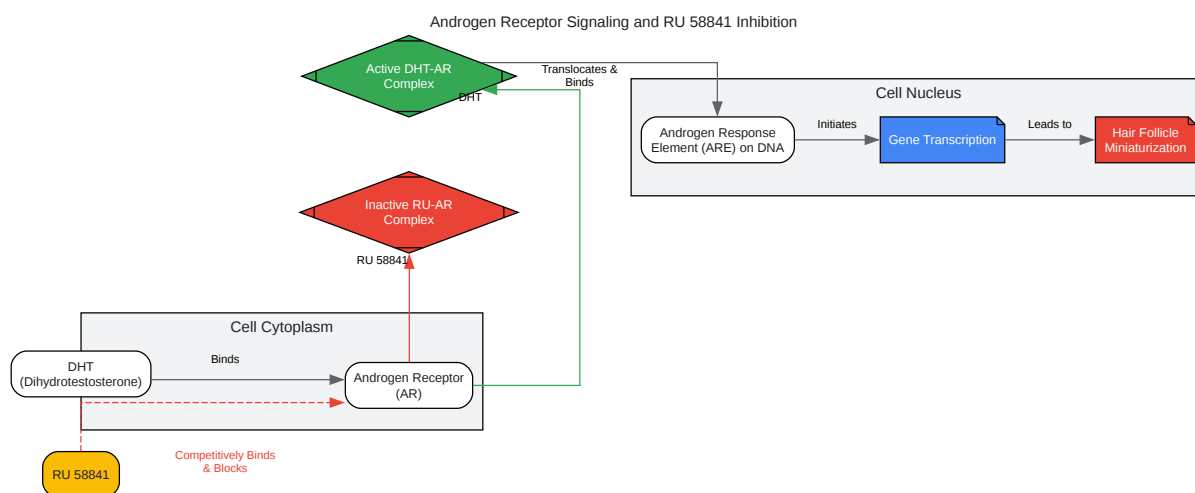 Androgen Receptor Signaling and RU 58841 Inhibition
Active DHT-AR
Complex
DHT
Translocates &
Binds
Cell Nucleus
Androgen Response
Element (ARE) on DNA
Initiates
Gene Transcription
Leads to
Hair Follicle
Miniaturization
Inactive RU-AR
Complex
RU 58841
Cell Cytoplasm
DHT
(Dihydrotestosterone)
Binds
Androgen Receptor
(AR)
Competitively Binds
& Blocks
RU 58841